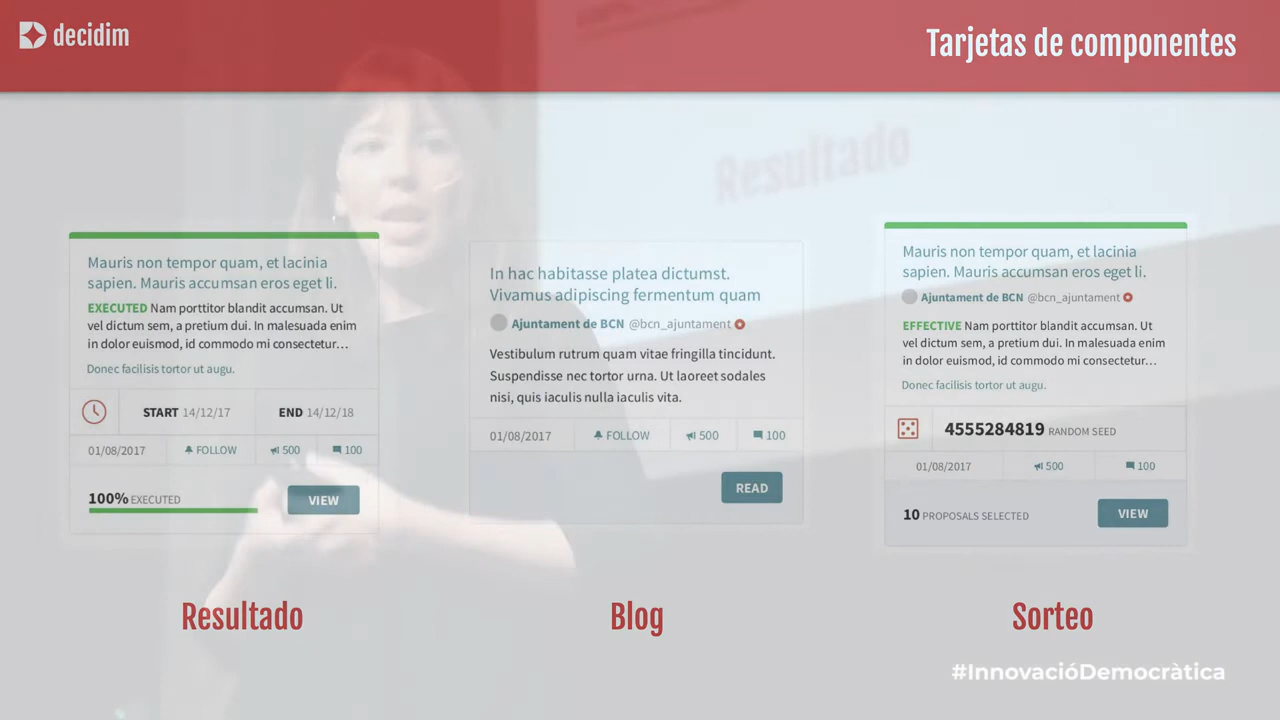 decidim
Tarjetas de componentes
Resultado
Mauris non tempor quam, et lacinia
sapien. Mauris accumsan eros eget li.
EXECUTED Nam porttitor blandit accumsan. Ut
vel dictum sem, a pretium dui. In malesuada enim
in dolor euismod, id commodo mi consectetur...
Donec facilisis tortor ut augu.
START 14/12/17 END 14/12/18
01/08/2017 FOLLOW 500 100
100% EXECUTED VIEW
Resultado
In hac habitasse platea dictumst.
Vivamus adipiscing fermentum quam
Ajuntament de BCN @bcn_ajuntament
Vestibulum rutrum quam vitae fringilla tincidunt.
Suspendisse nec tortor urna. Ut laoreet sodales
nisi, quis iaculis nulla iaculis vita.
01/08/2017 FOLLOW 500 100
READ
Blog
Mauris non tempor quam, et lacinia
sapien. Mauris accumsan eros eget li.
Ajuntament de BCN @bcn_ajuntament
EFFECTIVE Nam porttitor blandit accumsan. Ut
vel dictum sem, a pretium dui. In malesuada enim
in dolor euismod, id commodo mi consectetur...
Donec facilisis tortor ut augu.
4555284819 RANDOM SEED
01/08/2017 500 100
10 PROPOSALS SELECTED VIEW
Sorteo
#InnovacióDemocràtica